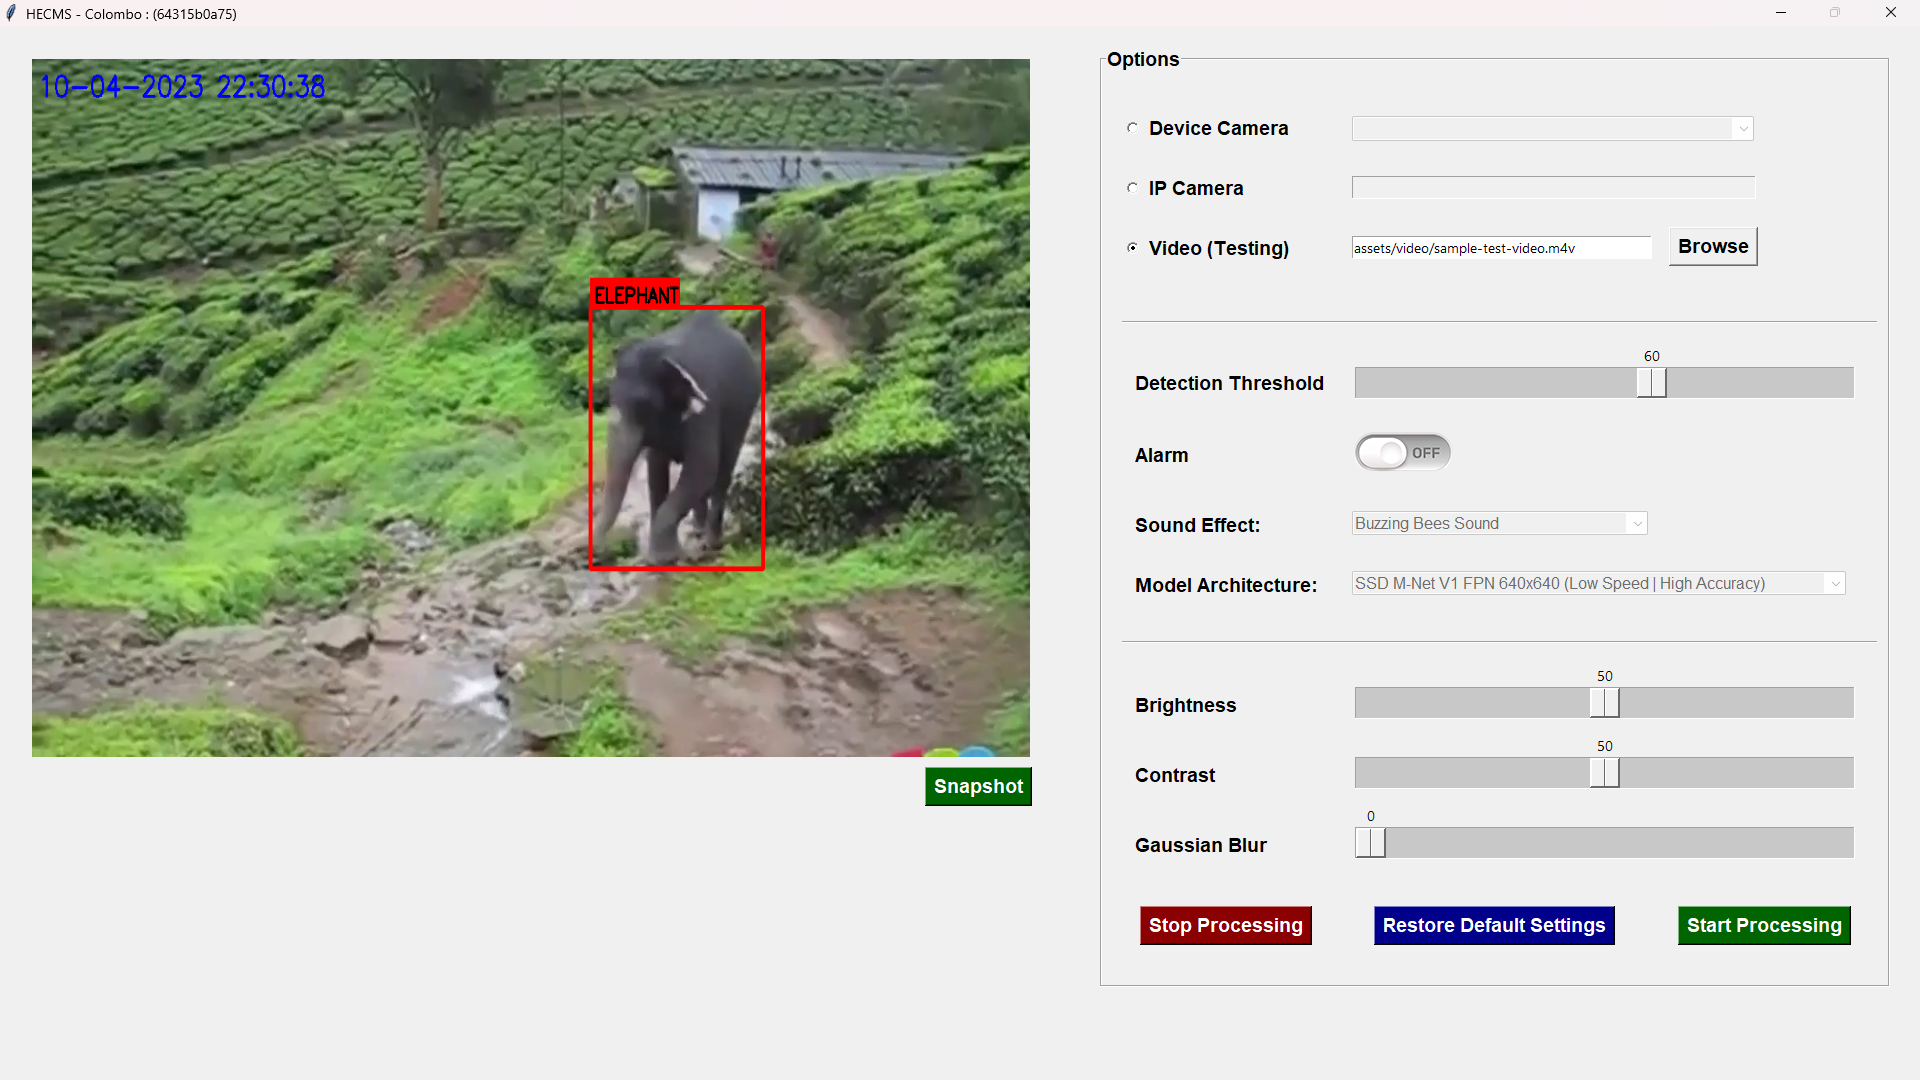 HECMS - Colombo : (64315b0a75)
10-04-2023 22:30:38
ELEPHANT
Snapshot
Options
Device Camera
IP Camera
Video (Testing)
assets/video/sample-test-video.m4v
Browse
60
Detection Threshold
Alarm
OFF
Sound Effect:
Buzzing Bees Sound
Model Architecture:
SSD M-Net V1 FPN 640x640 (Low Speed | High Accuracy)
50
Brightness
50
Contrast
0
Gaussian Blur
Stop Processing
Restore Default Settings
Start Processing